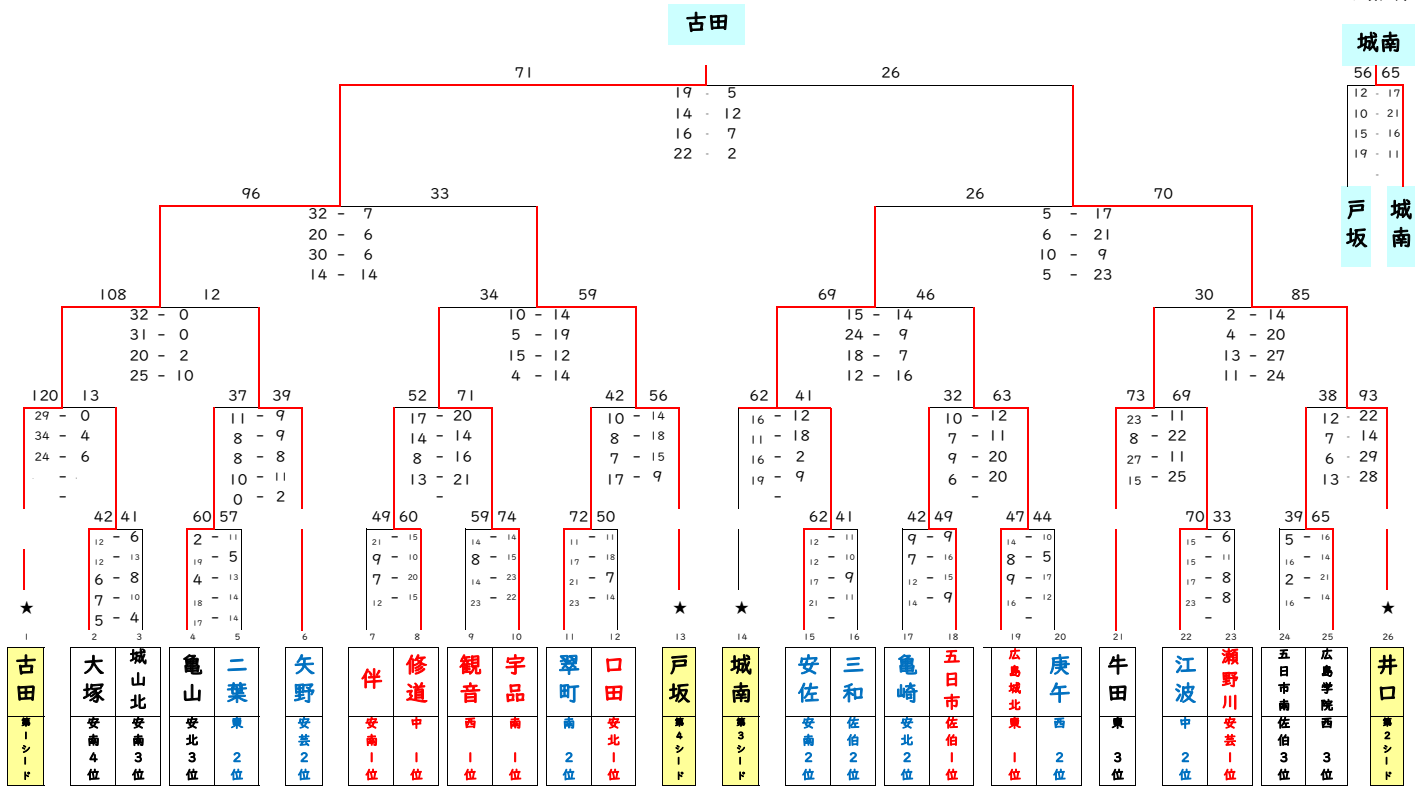 古田
城南
71 26
56 65
19 - 5
14 - 12
16 - 7
22 - 2
12 - 17
10 - 21
15 - 16
19 - 11
-
戸坂 城南
96 33
26 70
32 - 7
20 - 6
30 - 6
14 - 14
5 - 17
6 - 21
10 - 9
5 - 23
108 12
34 59
69 46
30 85
32 - 0
31 - 0
20 - 2
25 - 10
10 - 14
5 - 19
15 - 12
4 - 14
15 - 14
24 - 9
18 - 7
12 - 16
2 - 14
4 - 20
13 - 27
11 - 24
120 13
37 39
52 71
42 56
62 41
32 63
73 69
38 93
29 - 0
34 - 4
24 - 6
-
-
11 - 9
8 - 9
8 - 8
10 - 11
0 - 2
17 - 20
14 - 14
8 - 16
13 - 21
-
10 - 14
8 - 18
7 - 15
17 - 9
16 - 12
11 - 18
16 - 2
19 - 9
-
10 - 12
7 - 11
9 - 20
6 - 20
-
23 - 11
8 - 22
27 - 11
15 - 25
12 - 22
7 - 14
6 - 29
13 - 28
42 41
60 57
49 60
59 74
72 50
62 41
42 49
47 44
70 33
39 65
12 - 6
12 - 13
6 - 8
7 - 10
5 - 4
2 - 11
19 - 5
4 - 13
18 - 14
17 - 14
21 - 15
9 - 10
7 - 20
12 - 15
14 - 14
8 - 15
14 - 23
23 - 22
11 - 11
17 - 18
21 - 7
23 - 14
12 - 11
12 - 10
17 - 9
21 - 11
-
9 - 9
7 - 16
12 - 15
14 - 9
14 - 10
8 - 5
9 - 17
16 - 12
-
15 - 6
15 - 11
17 - 8
23 - 8
-
5 - 16
16 - 14
2 - 21
16 - 14
-
★ ★ ★ ★
1 2 3 4 5 6 7 8 9 10 11 12 13 14 15 16 17 18 19 20 21 22 23 24 25 26
古田 大塚 城山北 亀山 二葉 矢野 伴 修道 観音 宇品 翠町 口田 戸坂 城南 安佐 三和 亀崎 五日市 広島城北 庚午 牛田 江波 瀬野川 五日市南 広島学院 井口
第1シード 安南4位 安南3位 安北3位 東2位 安芸2位 安南1位 中1位 西1位 南1位 南2位 安北1位 第4シード 第3シード 安南2位 佐伯2位 安北2位 佐伯1位 東1位 西2位 東3位 中2位 安芸1位 佐伯3位 西3位 第2シード